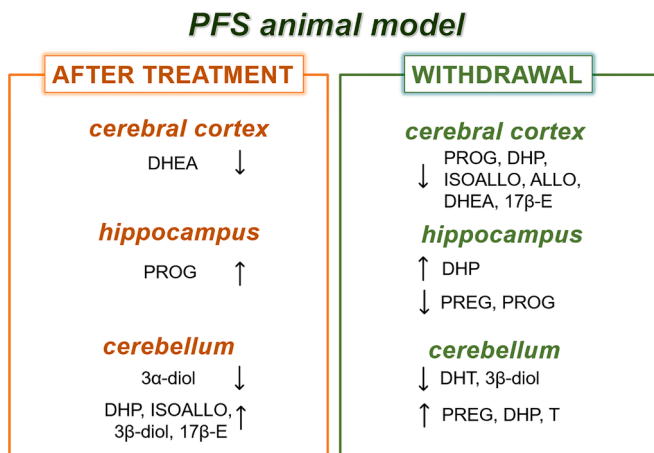 PFS animal model
AFTER TREATMENT
cerebral cortex
DHEA ↓
hippocampus
PROG ↑
cerebellum
3α-diol ↓
DHP, ISOALLO, ↑
3β-diol, 17β-E
WITHDRAWAL
cerebral cortex
PROG, DHP,
↓ ISOALLO, ALLO,
DHEA, 17β-E
hippocampus
↑ DHP
↓ PREG, PROG
cerebellum
↓ DHT, 3β-diol
↑ PREG, DHP, T